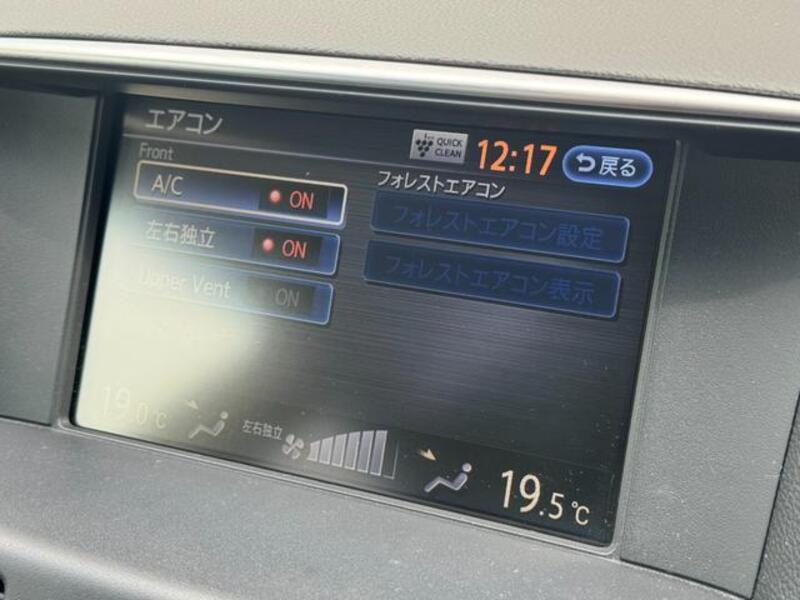 エアコン
QUICK CLEAN
12:17
戻る
Front
A/C ON
左右独立 ON
Upper Vent ON
フォレストエアコン
フォレストエアコン設定
フォレストエアコン表示
19.0℃
左右独立
19.5℃